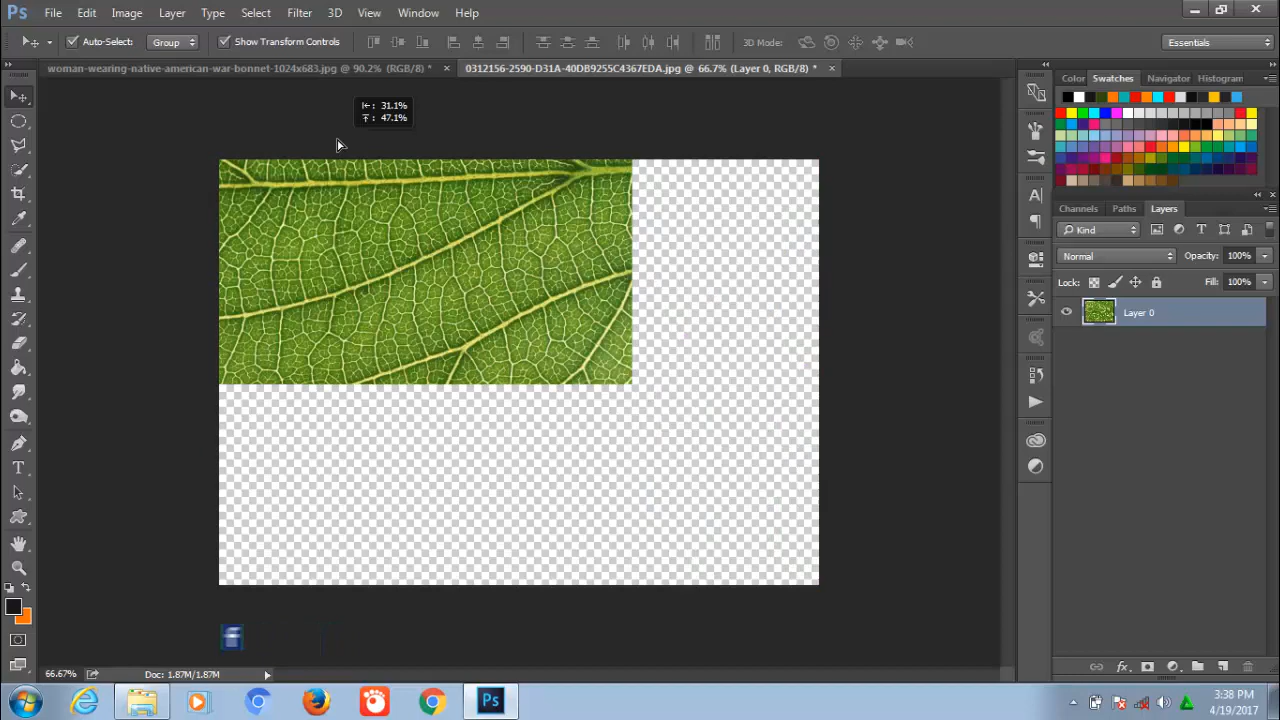 Ps File Edit Image Layer Type Select Filter 3D View Window Help
Auto-Select: Group Show Transform Controls 3D Mode: Essentials
woman-wearing-native-american-war-bonnet-1024x683.jpg @ 90.2% (RGB/8) * 0312156-2590-D31A-40DB9255C4367EDA.jpg @ 66.7% (Layer 0, RGB/8) *
Color Swatches Navigator Histogram
31.1%
47.1%
Channels Paths Layers
Kind
Normal Opacity: 100%
Lock: Fill: 100%
Layer 0
66.67% Doc: 1.87M/1.87M
Ps
3:38 PM
4/19/2017